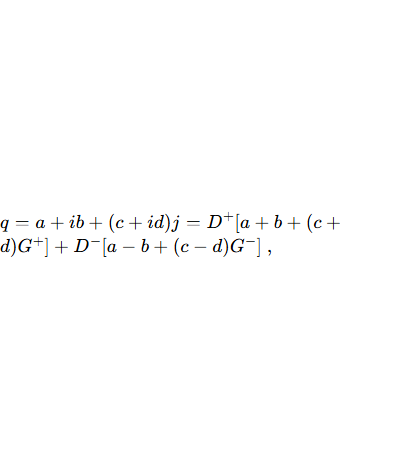 q = a + ib + (c + id)j = D⁺[a + b + (c +
d)G⁺] + D⁻[a − b + (c − d)G⁻] ,